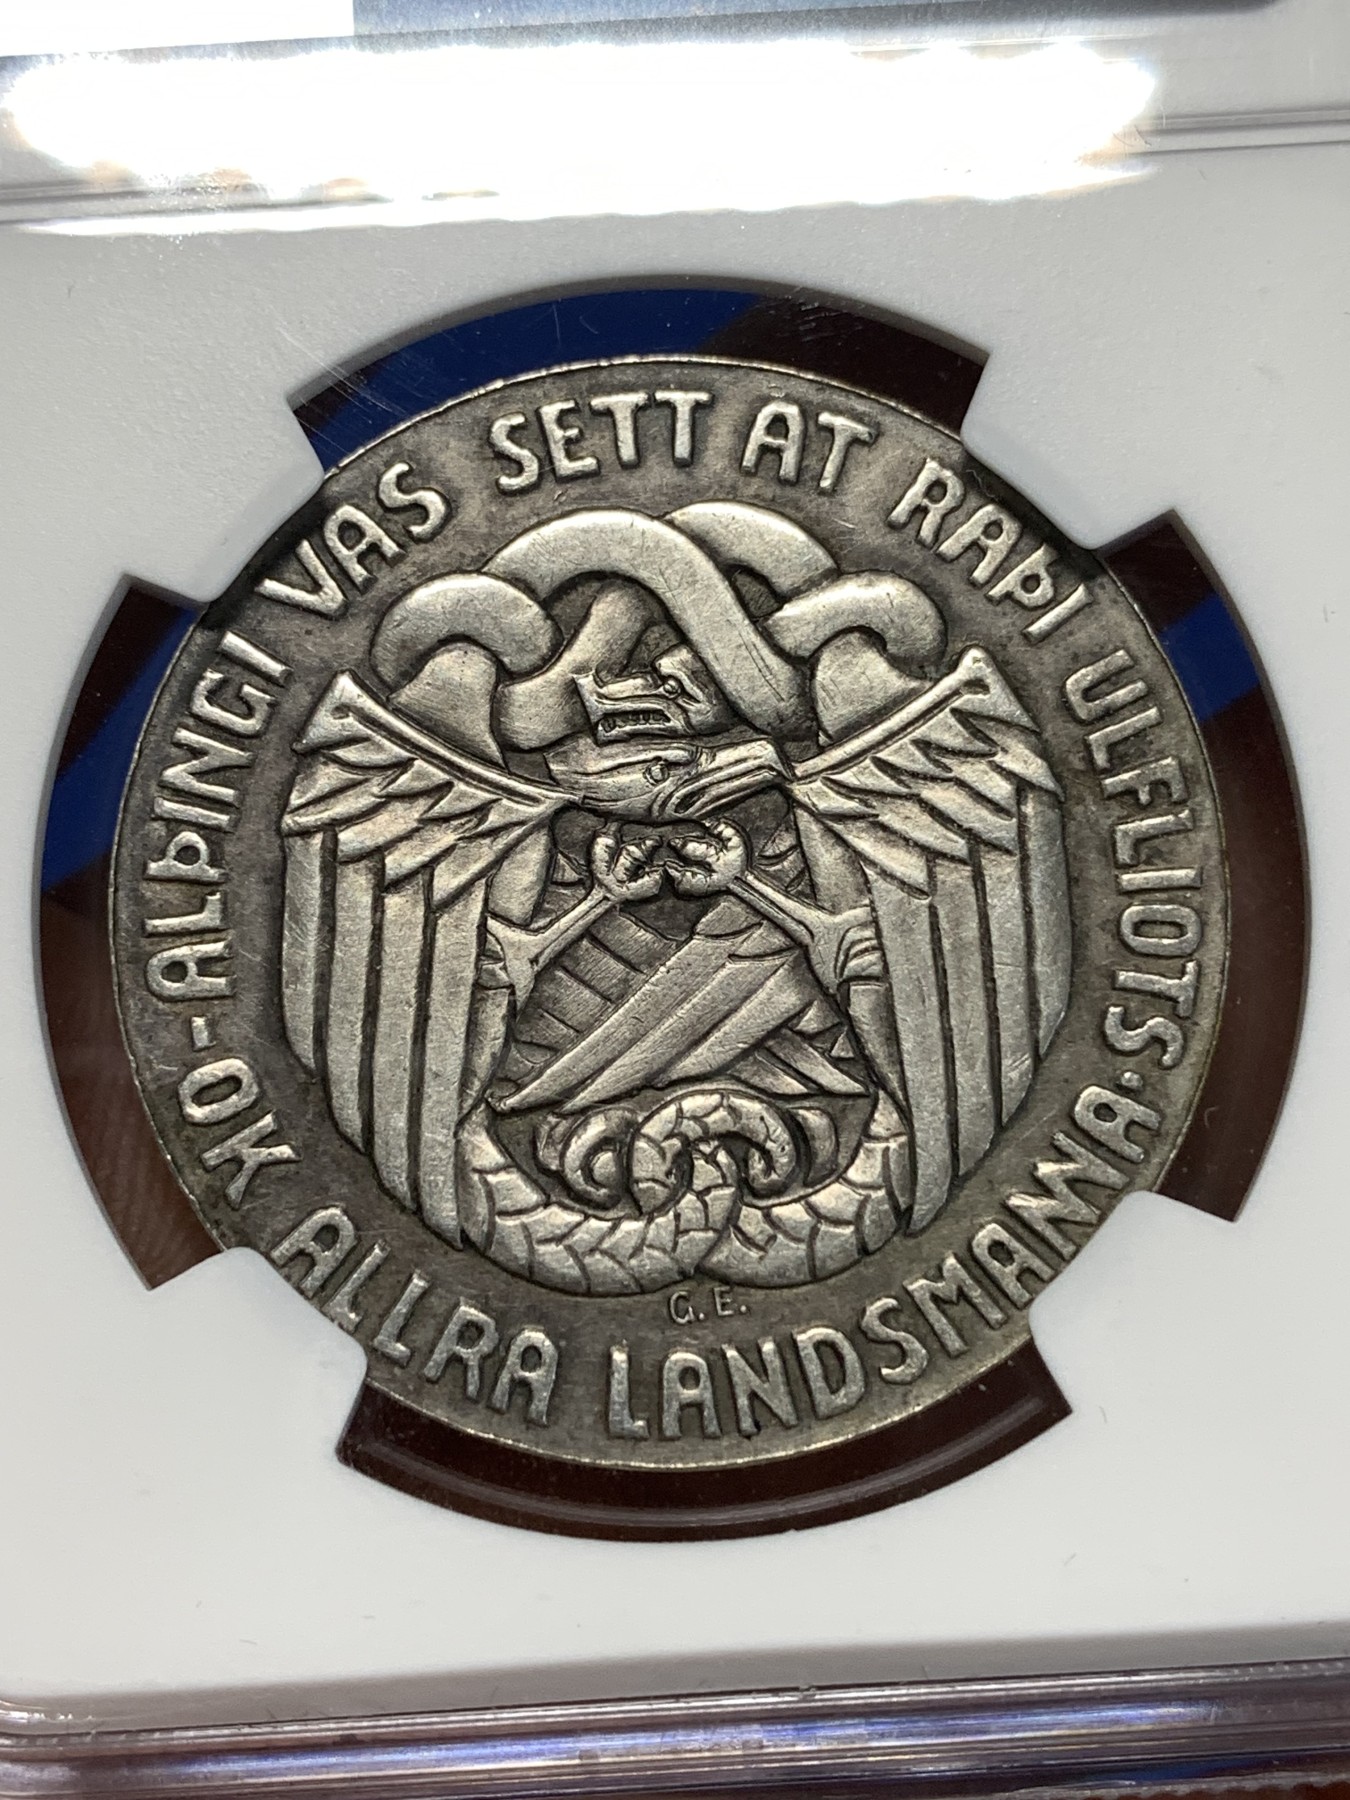 ALÞINGI VAS SETT AT RAÞI ULFLIOTS·
OK ALLRA LANDSMANNA·
G.E.